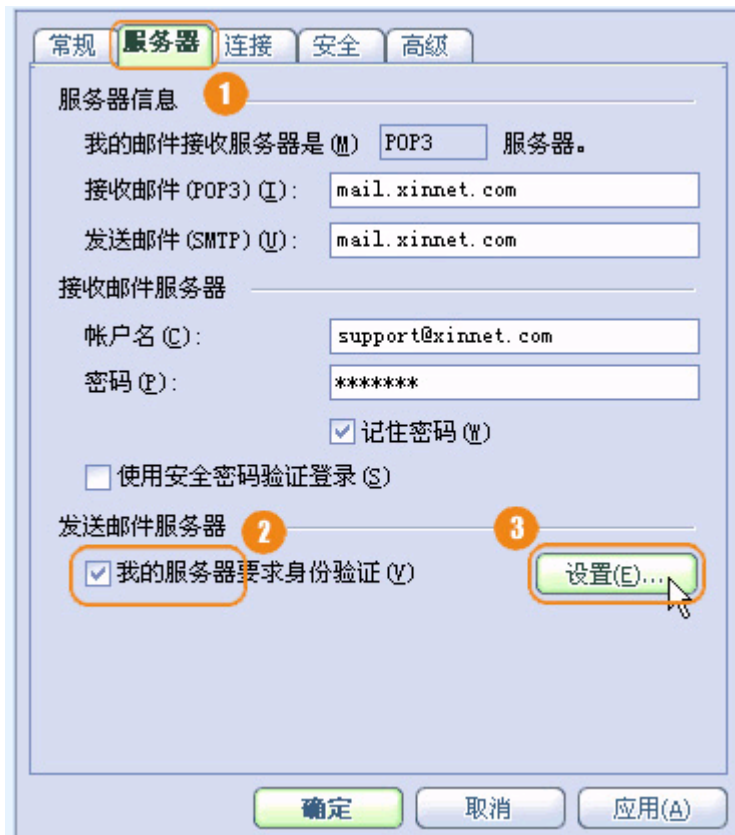 常规 服务器 连接 安全 高级
服务器信息 1
我的邮件接收服务器是(M) POP3 服务器。
接收邮件(POP3)(I): mail.xinnet.com
发送邮件(SMTP)(U): mail.xinnet.com
接收邮件服务器
帐户名(C): support@xinnet.com
密码(P): *******
记住密码(W)
使用安全密码验证登录(S)
发送邮件服务器 2 3
我的服务器要求身份验证(V) 设置(E)...
确定 取消 应用(A)